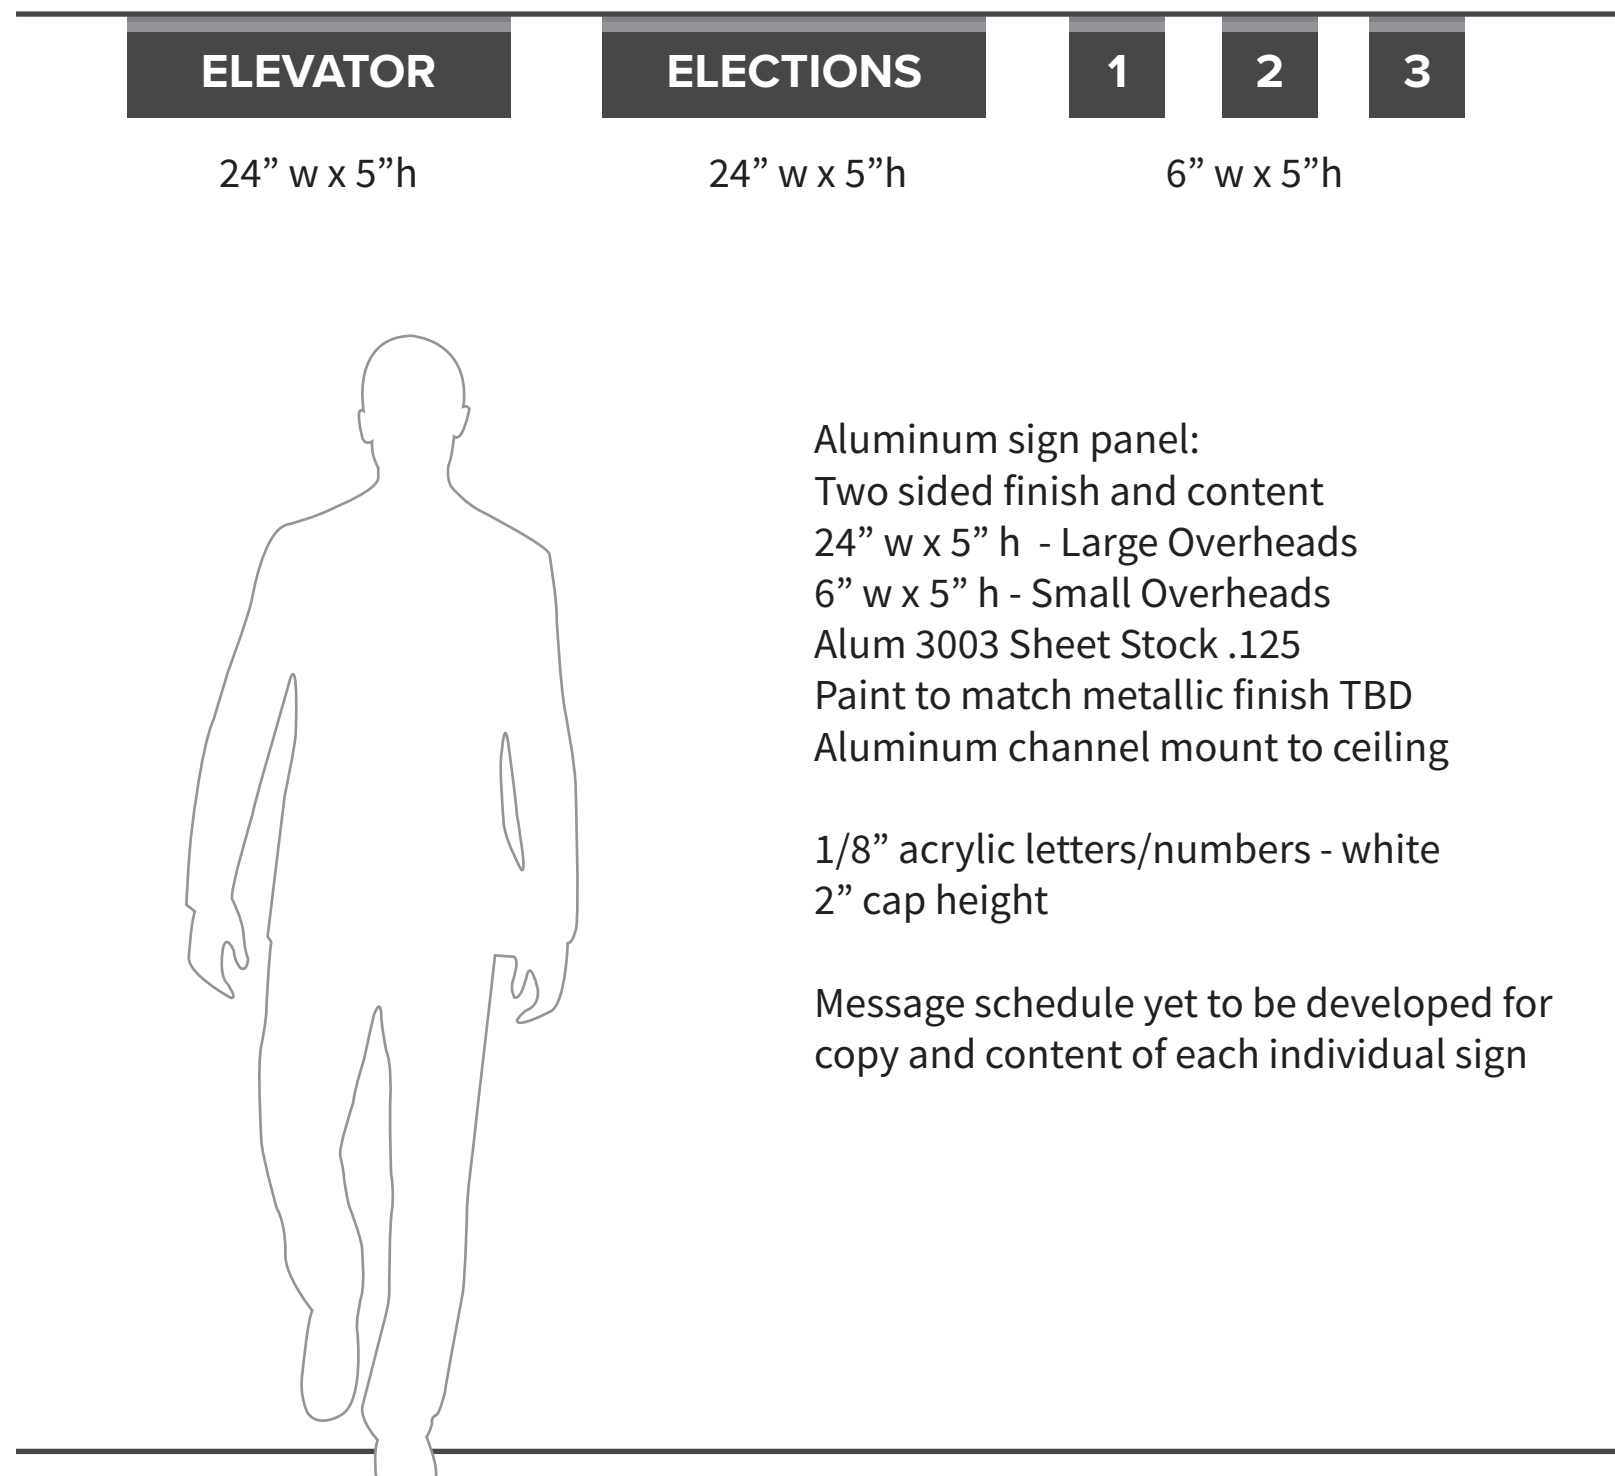 ELEVATOR
ELECTIONS
1
2
3
24” w x 5”h
24” w x 5”h
6” w x 5”h
Aluminum sign panel:
Two sided finish and content
24” w x 5” h  - Large Overheads
6” w x 5” h - Small Overheads
Alum 3003 Sheet Stock .125
Paint to match metallic finish TBD
Aluminum channel mount to ceiling
1/8” acrylic letters/numbers - white
2” cap height
Message schedule yet to be developed for
copy and content of each individual sign